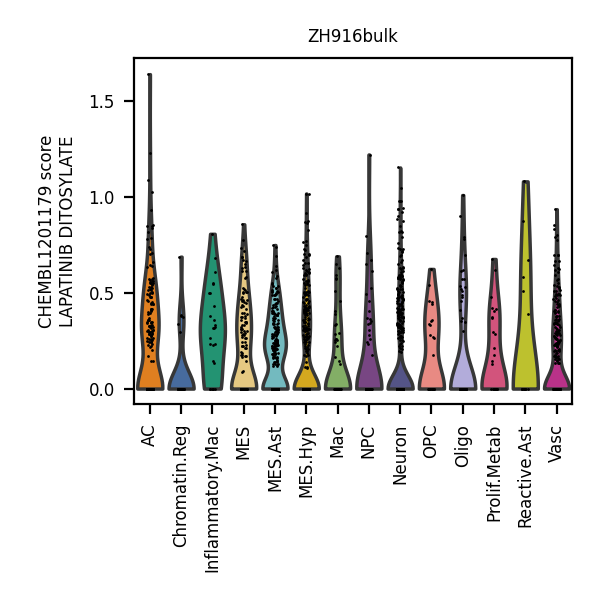 ZH916bulk
CHEMBL1201179 score
LAPATINIB DITOSYLATE
1.5
1.0
0.5
0.0
AC
Chromatin.Reg
Inflammatory.Mac
MES
MES.Ast
MES.Hyp
Mac
NPC
Neuron
OPC
Oligo
Prolif.Metab
Reactive.Ast
Vasc